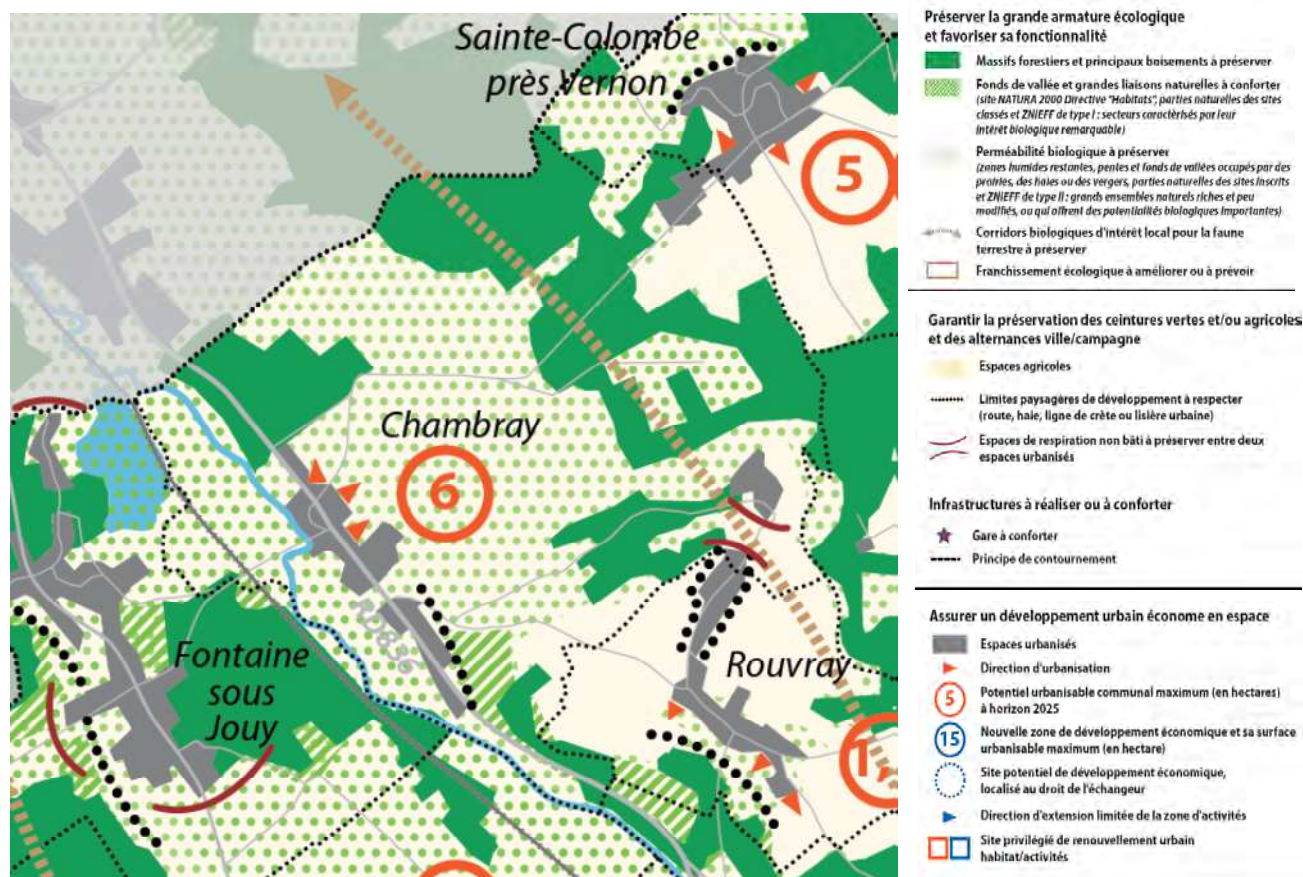 Sainte-Colombe
près Vernon
5
Chambray
6
Fontaine
sous
Jouy
Rouvray
1,
Préserver la grande armature écologique
et favoriser sa fonctionnalité
Massifs forestiers et principaux boisements à préserver
Fonds de vallée et grandes liaisons naturelles à conforter
(site NATURA 2000 Directive "Habitats", parties naturelles des sites
classés et ZNIEFF de type I : secteurs caractérisés par leur
intérêt biologique remarquable)
Perméabilité biologique à préserver
(zones humides restantes, pentes et fonds de vallées occupés par des
prairies, des haies ou des vergers, parties naturelles des sites inscrits
et ZNIEFF de type II : grands ensembles naturels riches et peu
modifiés, ou qui offrent des potentialités biologiques importantes)
Corridors biologiques d'intérêt local pour la faune
terrestre à préserver
Franchissement écologique à améliorer ou à prévoir
Garantir la préservation des ceintures vertes et/ou agricoles
et des alternances ville/campagne
Espaces agricoles
Limites paysagères de développement à respecter
(route, haie, ligne de crête ou lisière urbaine)
Espaces de respiration non bâti à préserver entre deux
espaces urbanisés
Infrastructures à réaliser ou à conforter
Gare à conforter
Principe de contournement
Assurer un développement urbain économe en espace
Espaces urbanisés
Direction d'urbanisation
5
Potentiel urbanisable communal maximum (en hectares)
à horizon 2025
15
Nouvelle zone de développement économique et sa surface
urbanisable maximum (en hectare)
Site potentiel de développement économique,
localisé au droit de l'échangeur
Direction d'extension limitée de la zone d'activités
Site privilégié de renouvellement urbain
habitat/activités